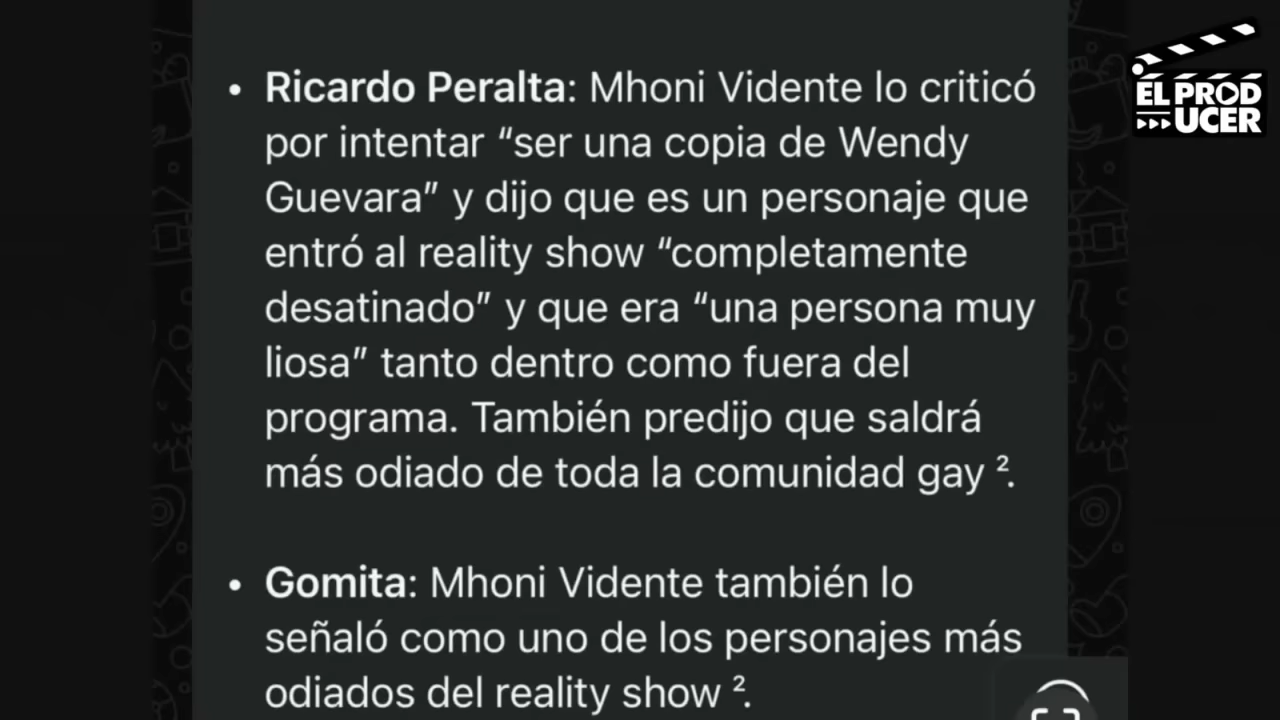 EL PROD
UCER
• Ricardo Peralta: Mhoni Vidente lo criticó
por intentar “ser una copia de Wendy
Guevara” y dijo que es un personaje que
entró al reality show “completamente
desatinado” y que era “una persona muy
liosa” tanto dentro como fuera del
programa. También predijo que saldrá
más odiado de toda la comunidad gay ².
• Gomita: Mhoni Vidente también lo
señaló como uno de los personajes más
odiados del reality show ².